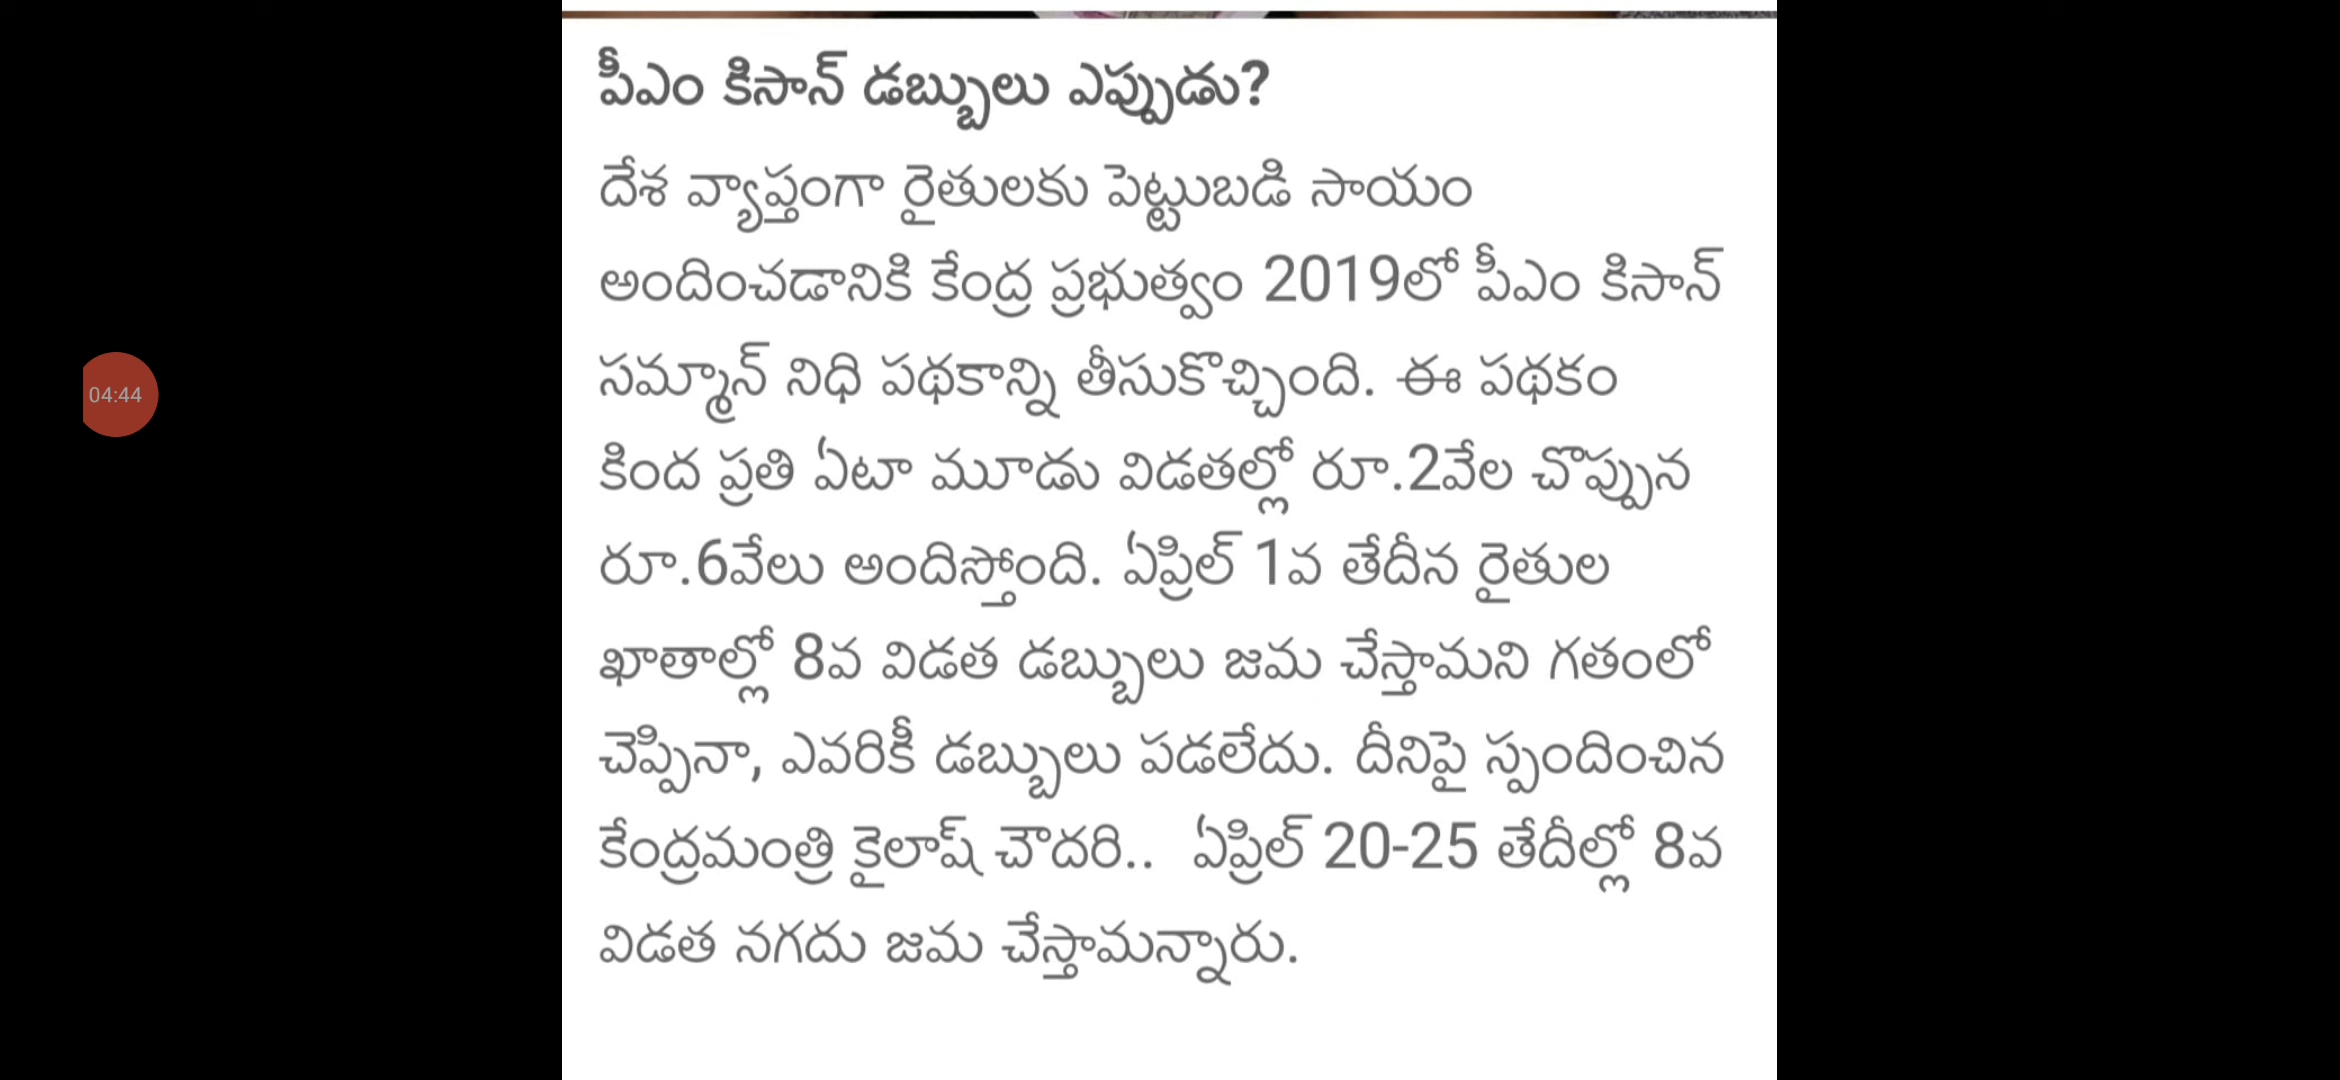 పీఎం కిసాన్ డబ్బులు ఎప్పుడు?
దేశ వ్యాప్తంగా రైతులకు పెట్టుబడి సాయం
అందించడానికి కేంద్ర ప్రభుత్వం 2019లో పీఎం కిసాన్
సమ్మాన్ నిధి పథకాన్ని తీసుకొచ్చింది. ఈ పథకం
కింద ప్రతి ఏటా మూడు విడతల్లో రూ.2వేల చొప్పున
రూ.6వేలు అందిస్తోంది. ఏప్రిల్ 1వ తేదీన రైతుల
ఖాతాల్లో 8వ విడత డబ్బులు జమ చేస్తామని గతంలో
చెప్పినా, ఎవరికీ డబ్బులు పడలేదు. దీనిపై స్పందించిన
కేంద్రమంత్రి కైలాష్ చౌదరి.. ఏప్రిల్ 20-25 తేదీల్లో 8వ
విడత నగదు జమ చేస్తామన్నారు.
04:44